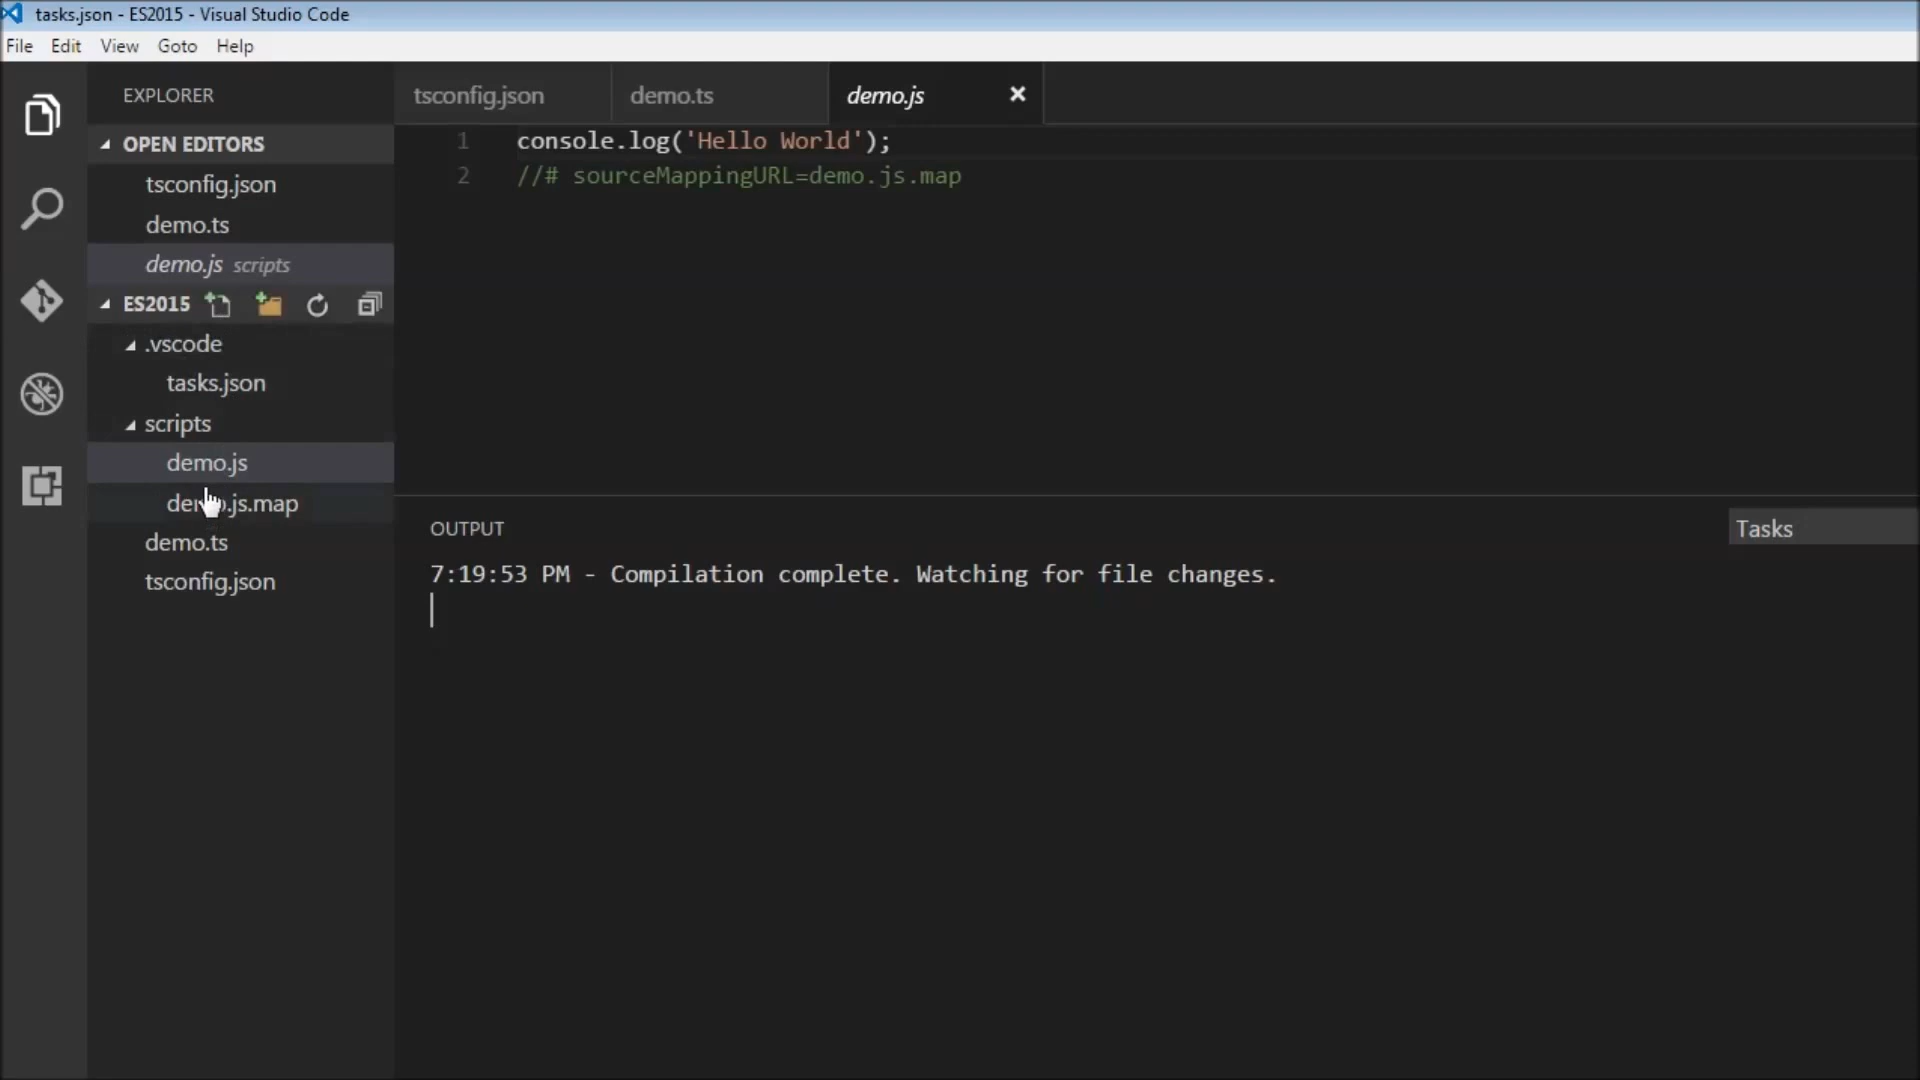 tasks.json - ES2015 - Visual Studio Code
File Edit View Goto Help
EXPLORER
OPEN EDITORS
tsconfig.json
demo.ts
demo.js scripts
ES2015
.vscode
tasks.json
scripts
demo.js
demo.js.map
demo.ts
tsconfig.json
tsconfig.json demo.ts demo.js
1 console.log('Hello World');
2 //# sourceMappingURL=demo.js.map
OUTPUT
Tasks
7:19:53 PM - Compilation complete. Watching for file changes.